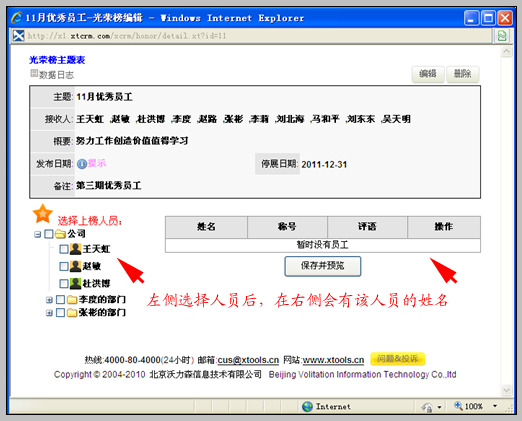 11月优秀员工-光荣榜编辑 - Windows Internet Explorer
http://x1.xtcrm.com/xcrm/honor/detail.xt?id=11
光荣榜主题表
数据日志
编辑 删除
主题: 11月优秀员工
接收人: 王天虹 ,赵敏 ,杜洪博 ,李度 ,赵路 ,张彬 ,李莉 ,刘北海 ,马和平 ,刘东东 ,吴天明
概要: 努力工作创造价值值得学习
发布日期: 提示 停展日期: 2011-12-31
备注: 第三期优秀员工
选择上榜人员:
公司
王天虹
赵敏
杜洪博
李度的部门
张彬的部门
姓名 称号 评语 操作
暂时没有员工
保存并预览
左侧选择人员后，在右侧会有该人员的姓名
热线:4000-80-4000(24小时) 邮箱:cus@xtools.cn 网站:www.xtools.cn 问题&投诉
Copyright © 2004-2010 北京沃力森信息技术有限公司 Beijing Volitation Information Technology Co.,ltd
Internet 100%